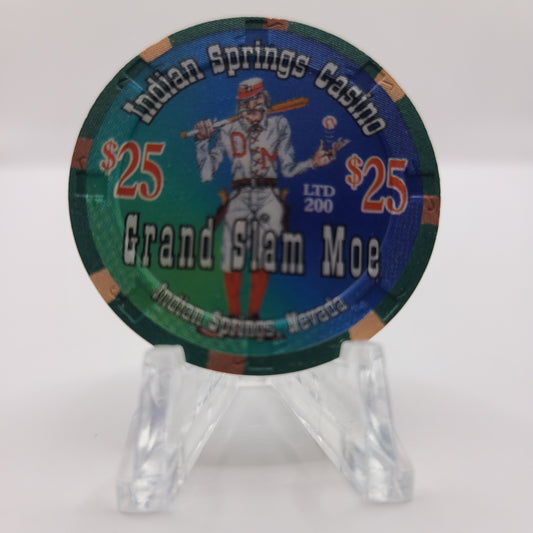 Indian Springs Casino
D M
$25
$25
LTD
200
Grand Slam Moe
Indian Springs, Nevada